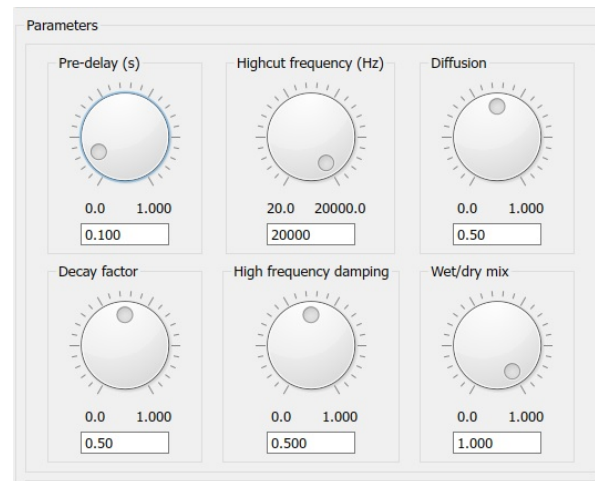 Parameters
Pre-delay (s)
0.0 1.000
0.100
Highcut frequency (Hz)
20.0 20000.0
20000
Diffusion
0.0 1.000
0.50
Decay factor
0.0 1.000
0.50
High frequency damping
0.0 1.000
0.500
Wet/dry mix
0.0 1.000
1.000